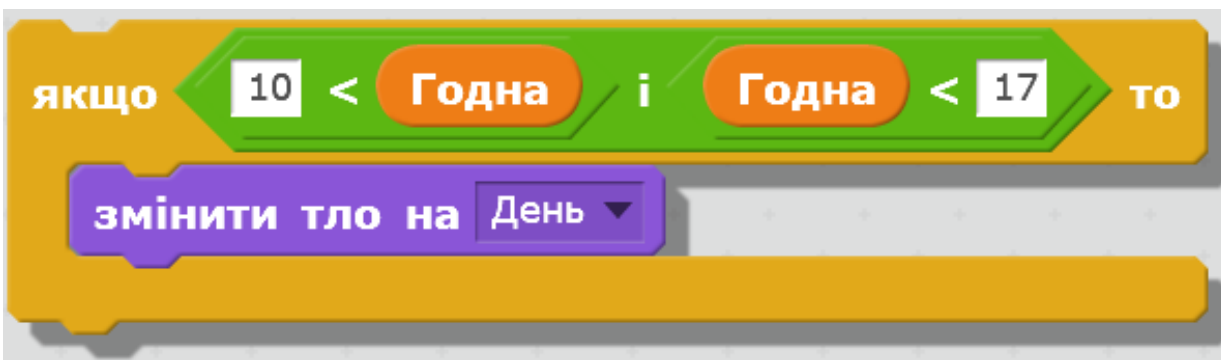 якщо 10 < Годна і Годна < 17 то
змінити тло на День